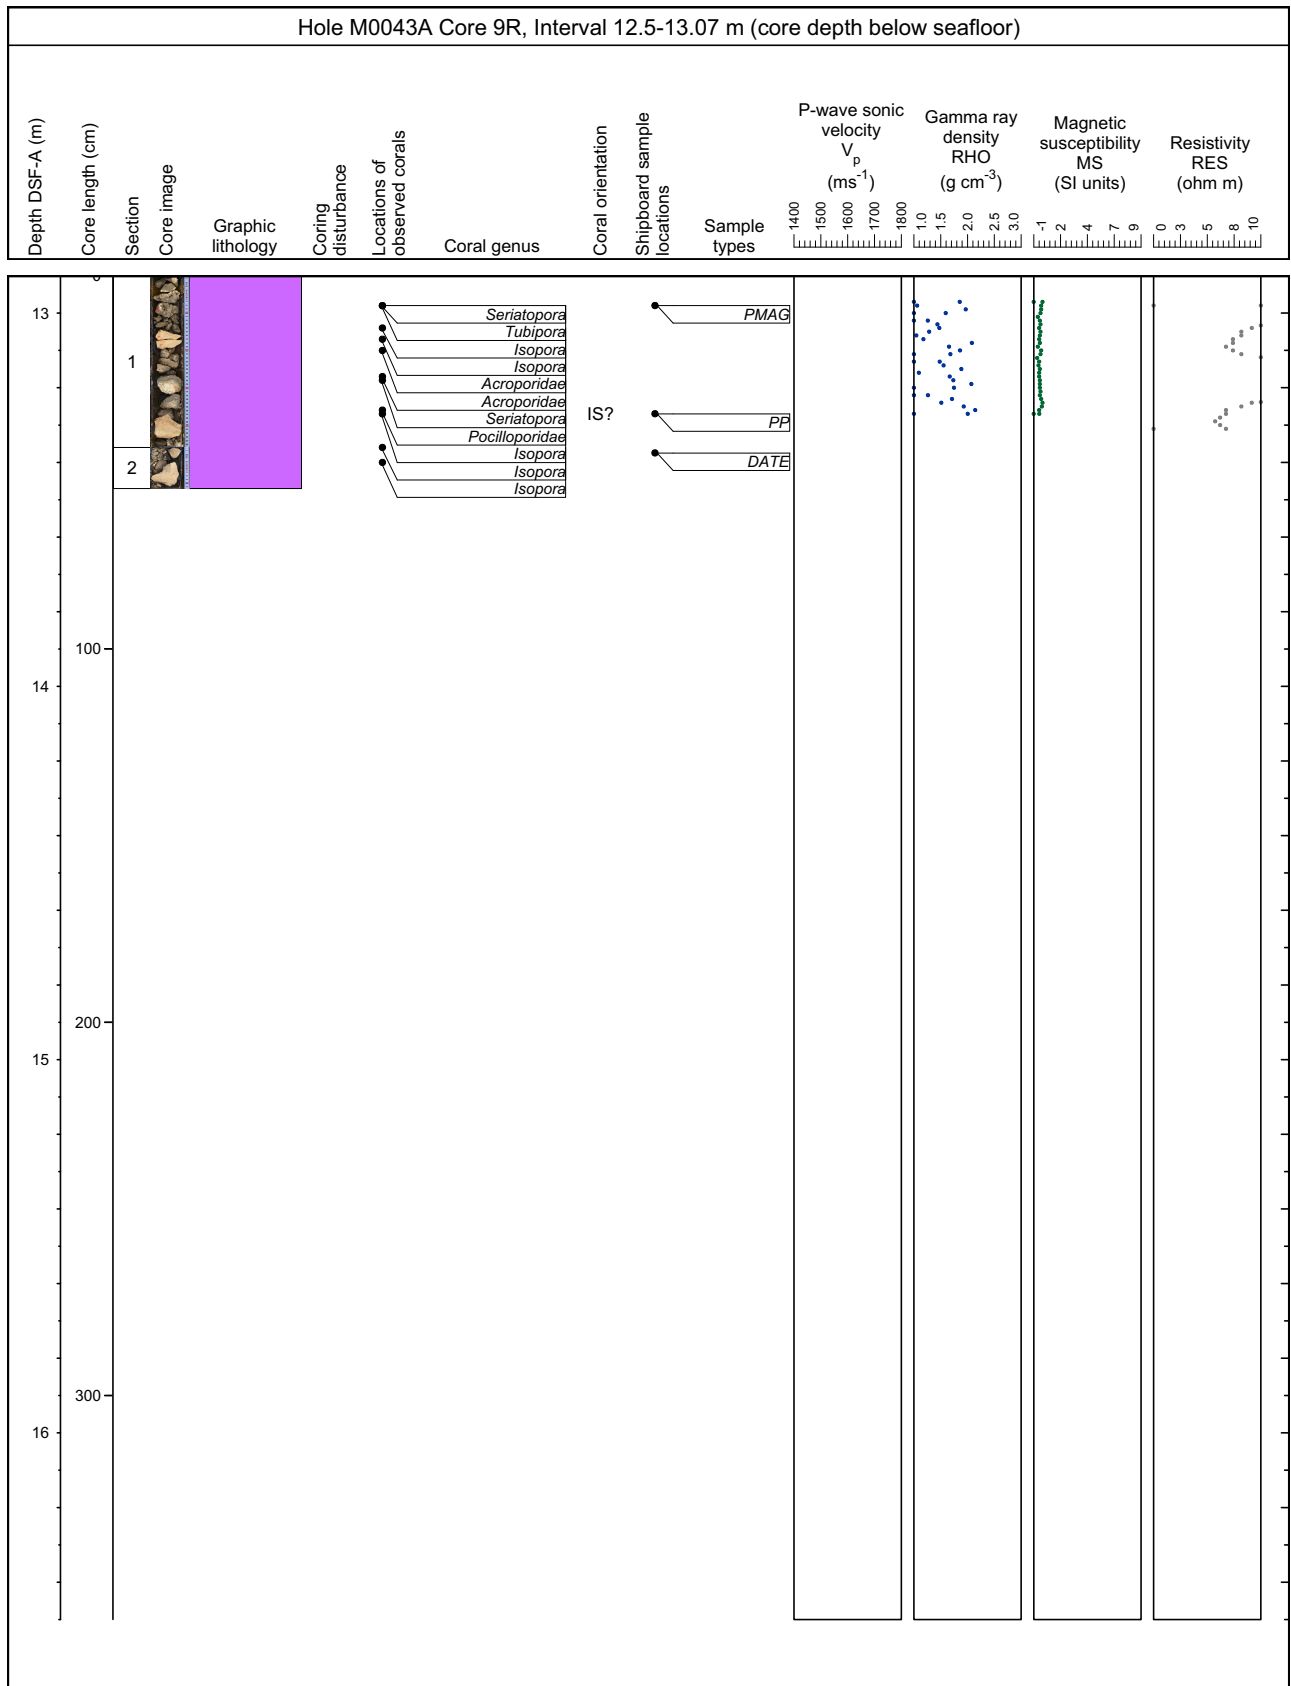 Hole M0043A Core 9R, Interval 12.5-13.07 m (core depth below seafloor)
Depth DSF-A (m)
Core length (cm)
Section
Core image
Graphic
lithology
Coring
disturbance
Locations of
observed corals
Coral genus
Coral orientation
Shipboard sample
locations
Sample
types
P-wave sonic
velocity
Vp
(ms-1)
1400
1500
1600
1700
1800
Gamma ray
density
RHO
(g cm-3)
1.0
1.5
2.0
2.5
3.0
Magnetic
susceptibility
MS
(SI units)
-1
2
4
7
9
Resistivity
RES
(ohm m)
0
3
5
8
10
0
13
1
2
Seriatopora
Tubipora
Isopora
Isopora
Acroporidae
Acroporidae
Seriatopora
Pocilloporidae
Isopora
Isopora
Isopora
IS?
PMAG
PP
DATE
100
14
200
15
300
16